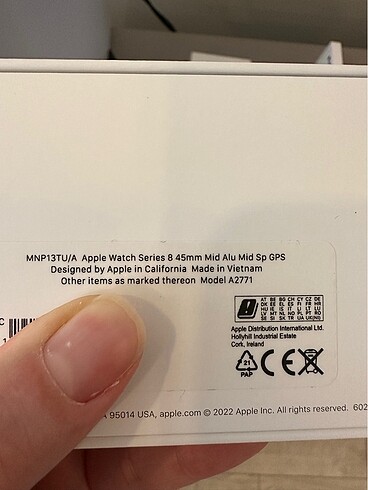 MNP13TU/A Apple Watch Series 8 45mm Mid Alu Mid Sp GPS
Designed by Apple in California Made in Vietnam
Other items as marked thereon Model A2771
AT BE BG CH CY CZ DE
DK EE EL ES FI FR HR
HU IE IS IT LI LT LU
LV MT NL NO PL PT RO
SE SI SK TR UA UK(NI)
Apple Distribution International Ltd.
Hollyhill Industrial Estate
Cork, Ireland
21
PAP
CE
95014 USA, apple.com © 2022 Apple Inc. All rights reserved. 602